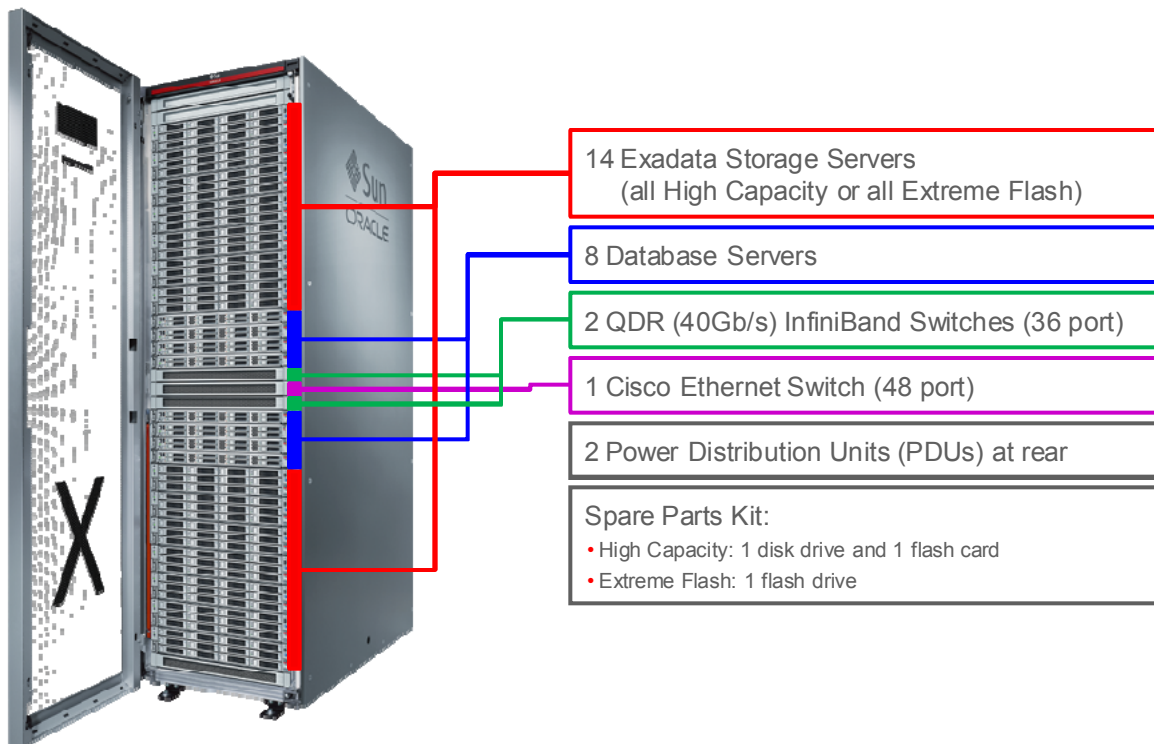 Sun
ORACLE
14 Exadata Storage Servers
(all High Capacity or all Extreme Flash)
8 Database Servers
2 QDR (40Gb/s) InfiniBand Switches (36 port)
1 Cisco Ethernet Switch (48 port)
2 Power Distribution Units (PDUs) at rear
Spare Parts Kit:
• High Capacity: 1 disk drive and 1 flash card
• Extreme Flash: 1 flash drive